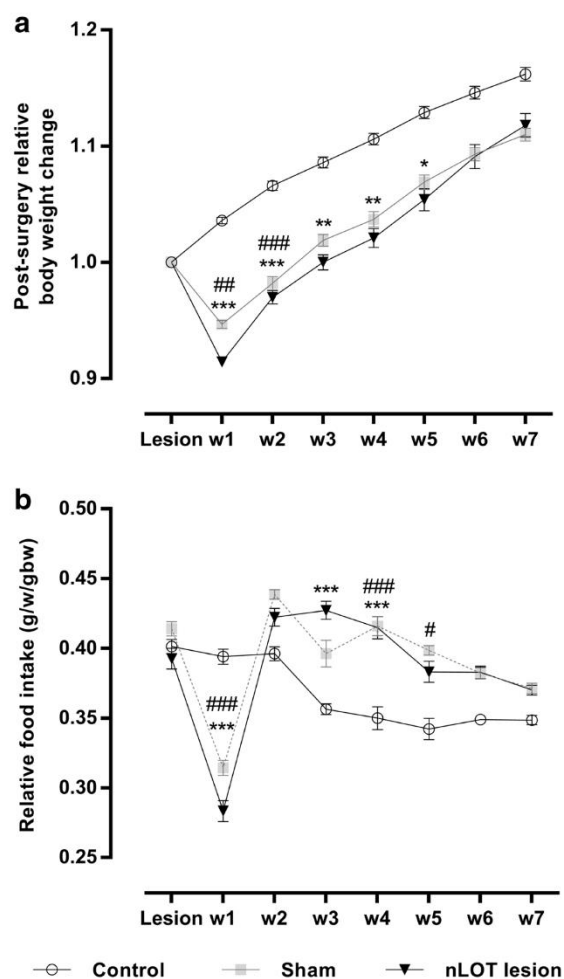 a
Post-surgery relative
body weight change
1.2
1.1
1.0
0.9
##
***
###
***
**
**
*
Lesion w1 w2 w3 w4 w5 w6 w7
b
Relative food intake (g/w/gbw)
0.50
0.45
0.40
0.35
0.30
0.25
###
***
***
###
***
#
Lesion w1 w2 w3 w4 w5 w6 w7
Control Sham nLOT lesion